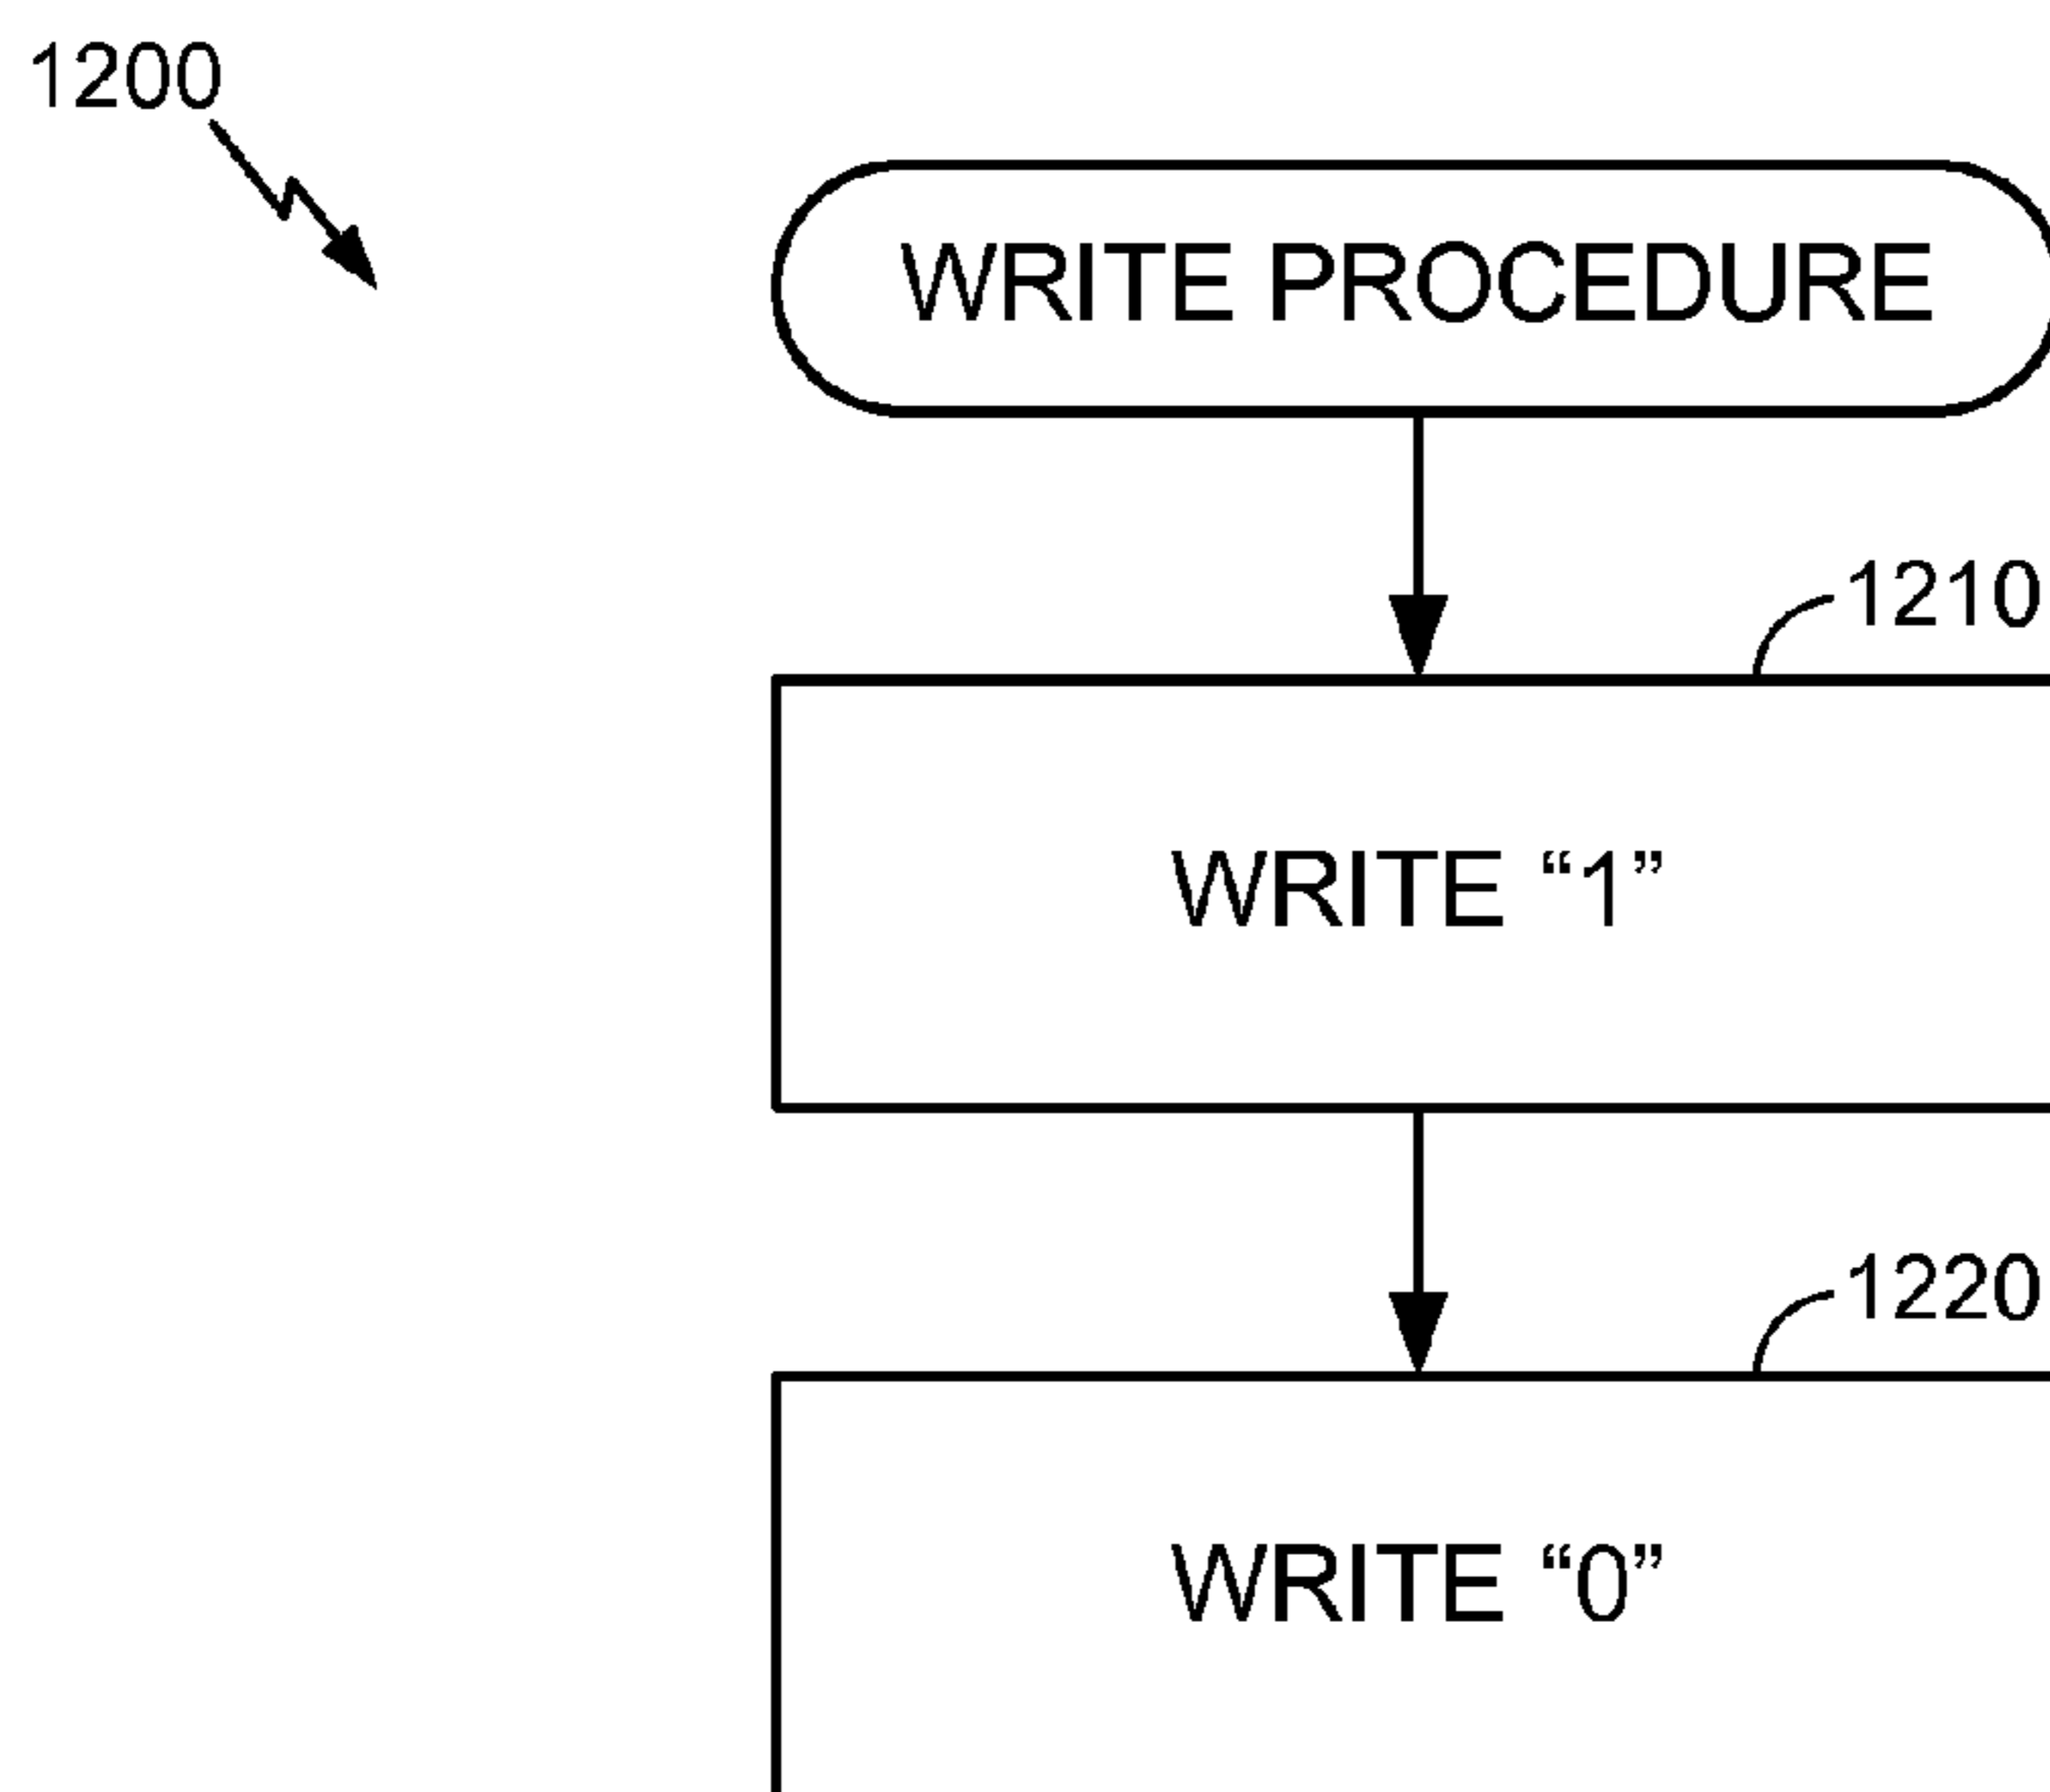 1200
WRITE PROCEDURE
1210
WRITE “1”
1220
WRITE “0”